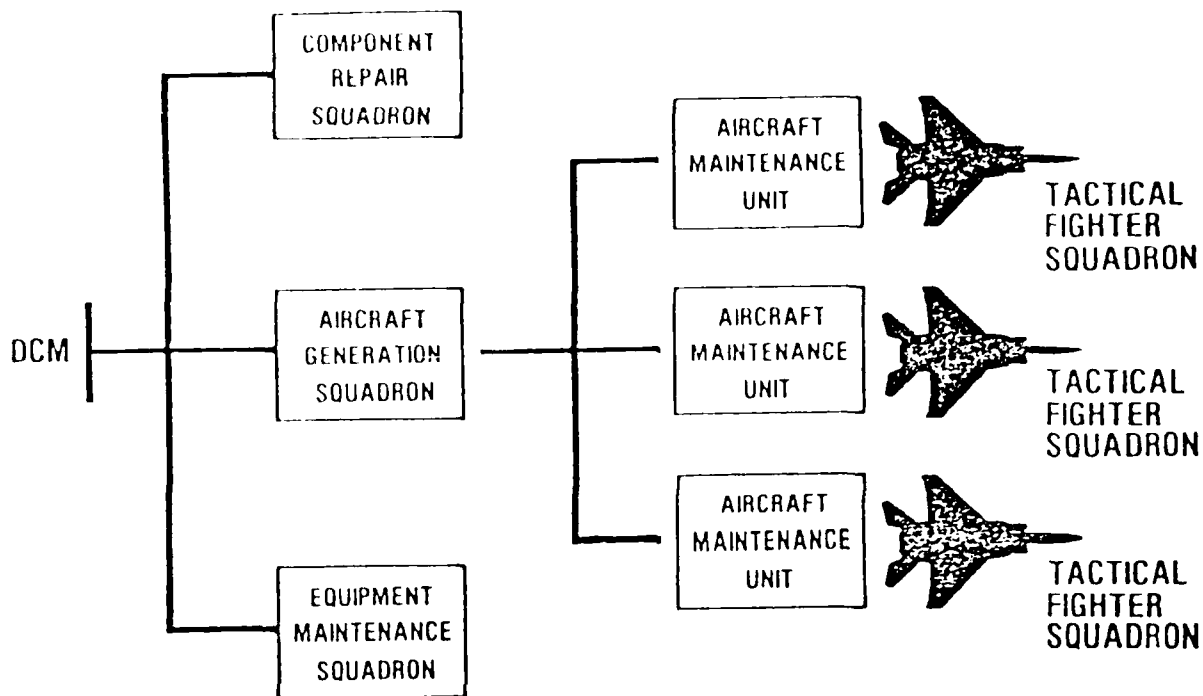 COMPONENT
REPAIR
SQUADRON
AIRCRAFT
MAINTENANCE
UNIT
TACTICAL
FIGHTER
SQUADRON
DCM
AIRCRAFT
GENERATION
SQUADRON
AIRCRAFT
MAINTENANCE
UNIT
TACTICAL
FIGHTER
SQUADRON
AIRCRAFT
MAINTENANCE
UNIT
TACTICAL
FIGHTER
SQUADRON
EQUIPMENT
MAINTENANCE
SQUADRON